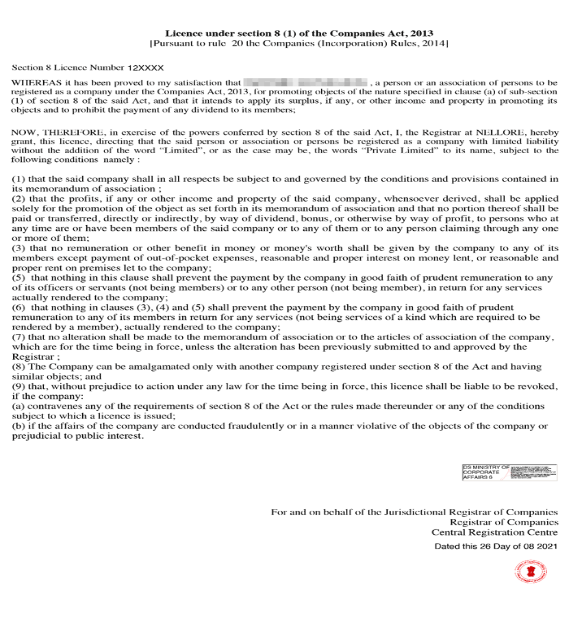 Licence under section 8 (1) of the Companies Act, 2013
[Pursuant to rule  20 the Companies (Incorporation) Rules, 2014]
Section 8 Licence Number 12XXXX
WHEREAS it has been proved to my satisfaction that , a person or an association of persons to be
registered as a company under the Companies Act, 2013, for promoting objects of the nature specified in clause (a) of sub-section
(1) of section 8 of the said Act, and that it intends to apply its surplus, if any, or other income and property in promoting its
objects and to prohibit the payment of any dividend to its members;
NOW, THEREFORE, in exercise of the powers conferred by section 8 of the said Act, I, the Registrar at NELLORE, hereby
grant, this licence, directing that the said person or association or persons be registered as a company with limited liability
without the addition of the word “Limited”, or as the case may be, the words “Private Limited” to its name, subject to the
following conditions  namely :
(1) that the said company shall in all respects be subject to and governed by the conditions and provisions contained in
its memorandum of association ;
(2) that the profits, if any or other income and property of the said company, whensoever derived, shall be applied
solely for the promotion of the object as set forth in its memorandum of association and that no portion thereof shall be
paid or transferred, directly or indirectly, by way of dividend, bonus, or otherwise by way of profit, to persons who at
any time are or have been members of the said company or to any of them or to any person claiming through any one
or more of them;
(3) that no remuneration or other benefit in money or money's worth shall be given by the company to any of its
members except payment of out-of-pocket expenses, reasonable and proper interest on money lent, or reasonable and
proper rent on premises let to the company;
(5)  that nothing in this clause shall prevent the payment by the company in good faith of prudent remuneration to any
of its officers or servants (not being members) or to any other person (not being member), in return for any services
actually rendered to the company;
(6)  that nothing in clauses (3), (4) and (5) shall prevent the payment by the company in good faith of prudent
remuneration to any of its members in return for any services (not being services of a kind which are required to be
rendered by a member), actually rendered to the company;
(7) that no alteration shall be made to the memorandum of association or to the articles of association of the company,
which are for the time being in force, unless the alteration has been previously submitted to and approved by the
Registrar ;
(8) The Company can be amalgamated only with another company registered under section 8 of the Act and having
similar objects; and
(9) that, without prejudice to action under any law for the time being in force, this licence shall be liable to be revoked,
if the company:
(a) contravenes any of the requirements of section 8 of the Act or the rules made thereunder or any of the conditions
subject to which a licence is issued;
(b) if the affairs of the company are conducted fraudulently or in a manner violative of the objects of the company or
prejudicial to public interest.
DS MINISTRY OF
CORPORATE
AFFAIRS 5
For and on behalf of the Jurisdictional Registrar of Companies
Registrar of Companies
Central Registration Centre
Dated this 26 Day of 08 2021